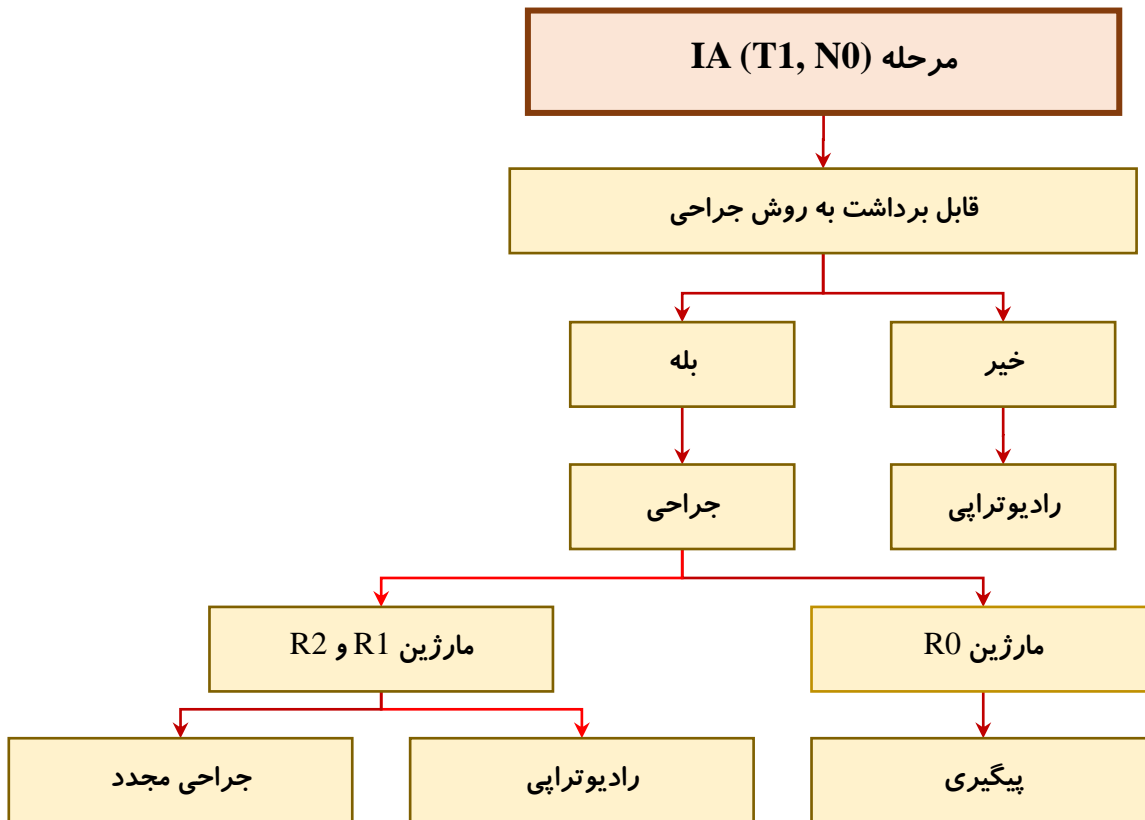 مرحله IA (T1, N0)
قابل برداشت به روش جراحی
خیر
بله
رادیوتراپی
جراحی
مارژین R0
مارژین R1 و R2
پیگیری
رادیوتراپی
جراحی مجدد